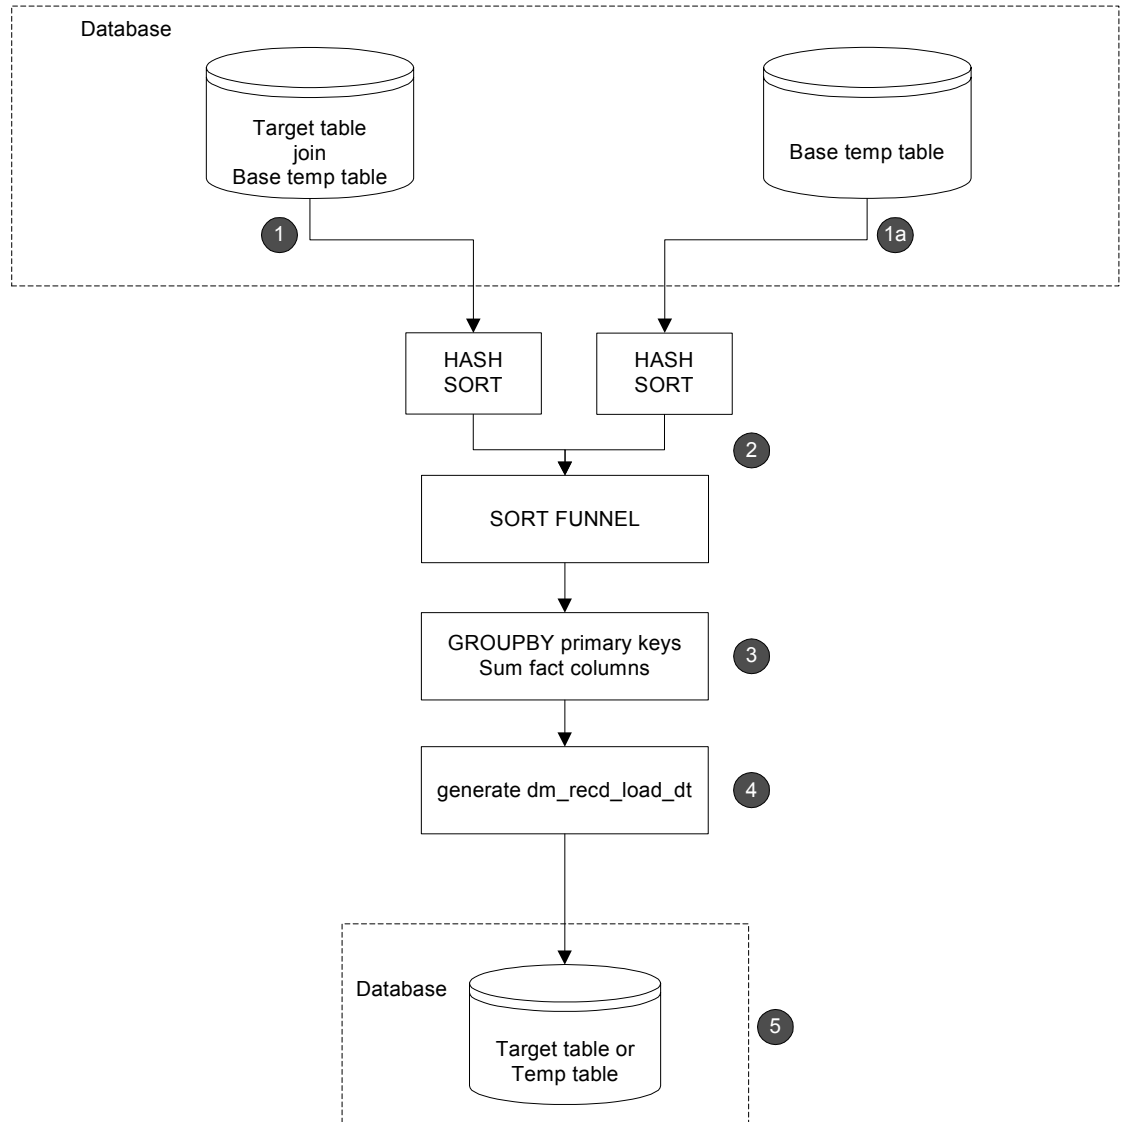 Database
Target table
join
Base temp table
Base temp table
1
1a
HASH
SORT
HASH
SORT
2
SORT FUNNEL
GROUPBY primary keys
Sum fact columns
3
generate dm_recd_load_dt
4
Database
Target table or
Temp table
5